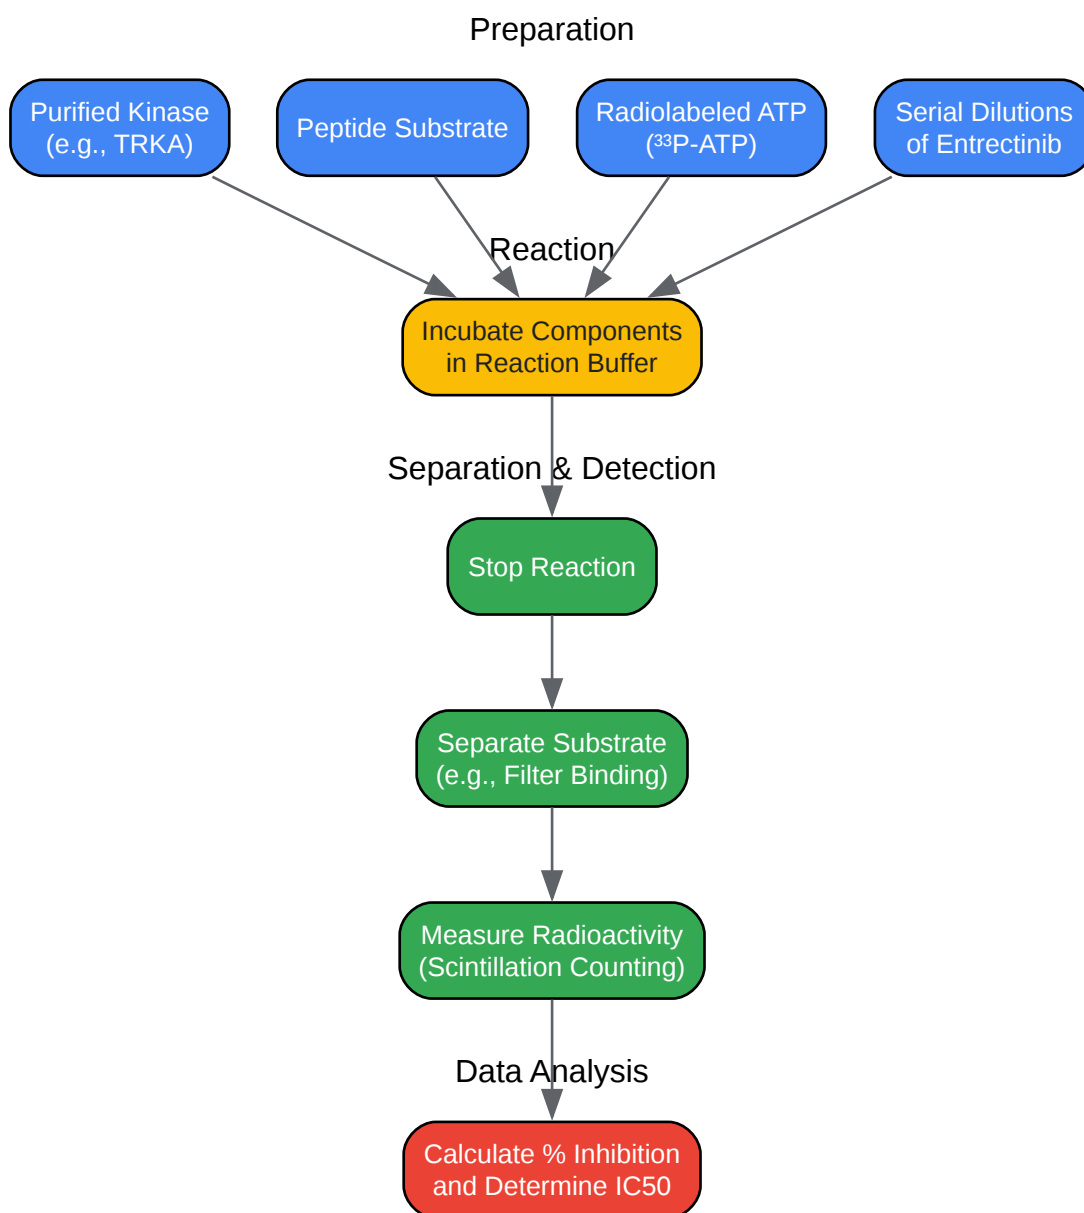 Preparation
Purified Kinase
(e.g., TRKA)
Peptide Substrate
Radiolabeled ATP
(³³P-ATP)
Serial Dilutions
of Entrectinib
Reaction
Incubate Components
in Reaction Buffer
Separation & Detection
Stop Reaction
Separate Substrate
(e.g., Filter Binding)
Measure Radioactivity
(Scintillation Counting)
Data Analysis
Calculate % Inhibition
and Determine IC50